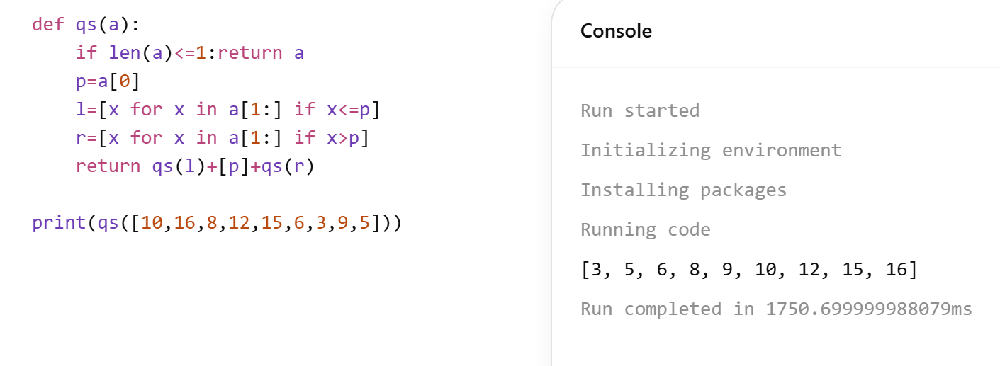 def qs(a):
    if len(a)<=1:return a
    p=a[0]
    l=[x for x in a[1:] if x<=p]
    r=[x for x in a[1:] if x>p]
    return qs(l)+[p]+qs(r)

print(qs([10,16,8,12,15,6,3,9,5]))
Console
Run started
Initializing environment
Installing packages
Running code
[3, 5, 6, 8, 9, 10, 12, 15, 16]
Run completed in 1750.699999988079ms